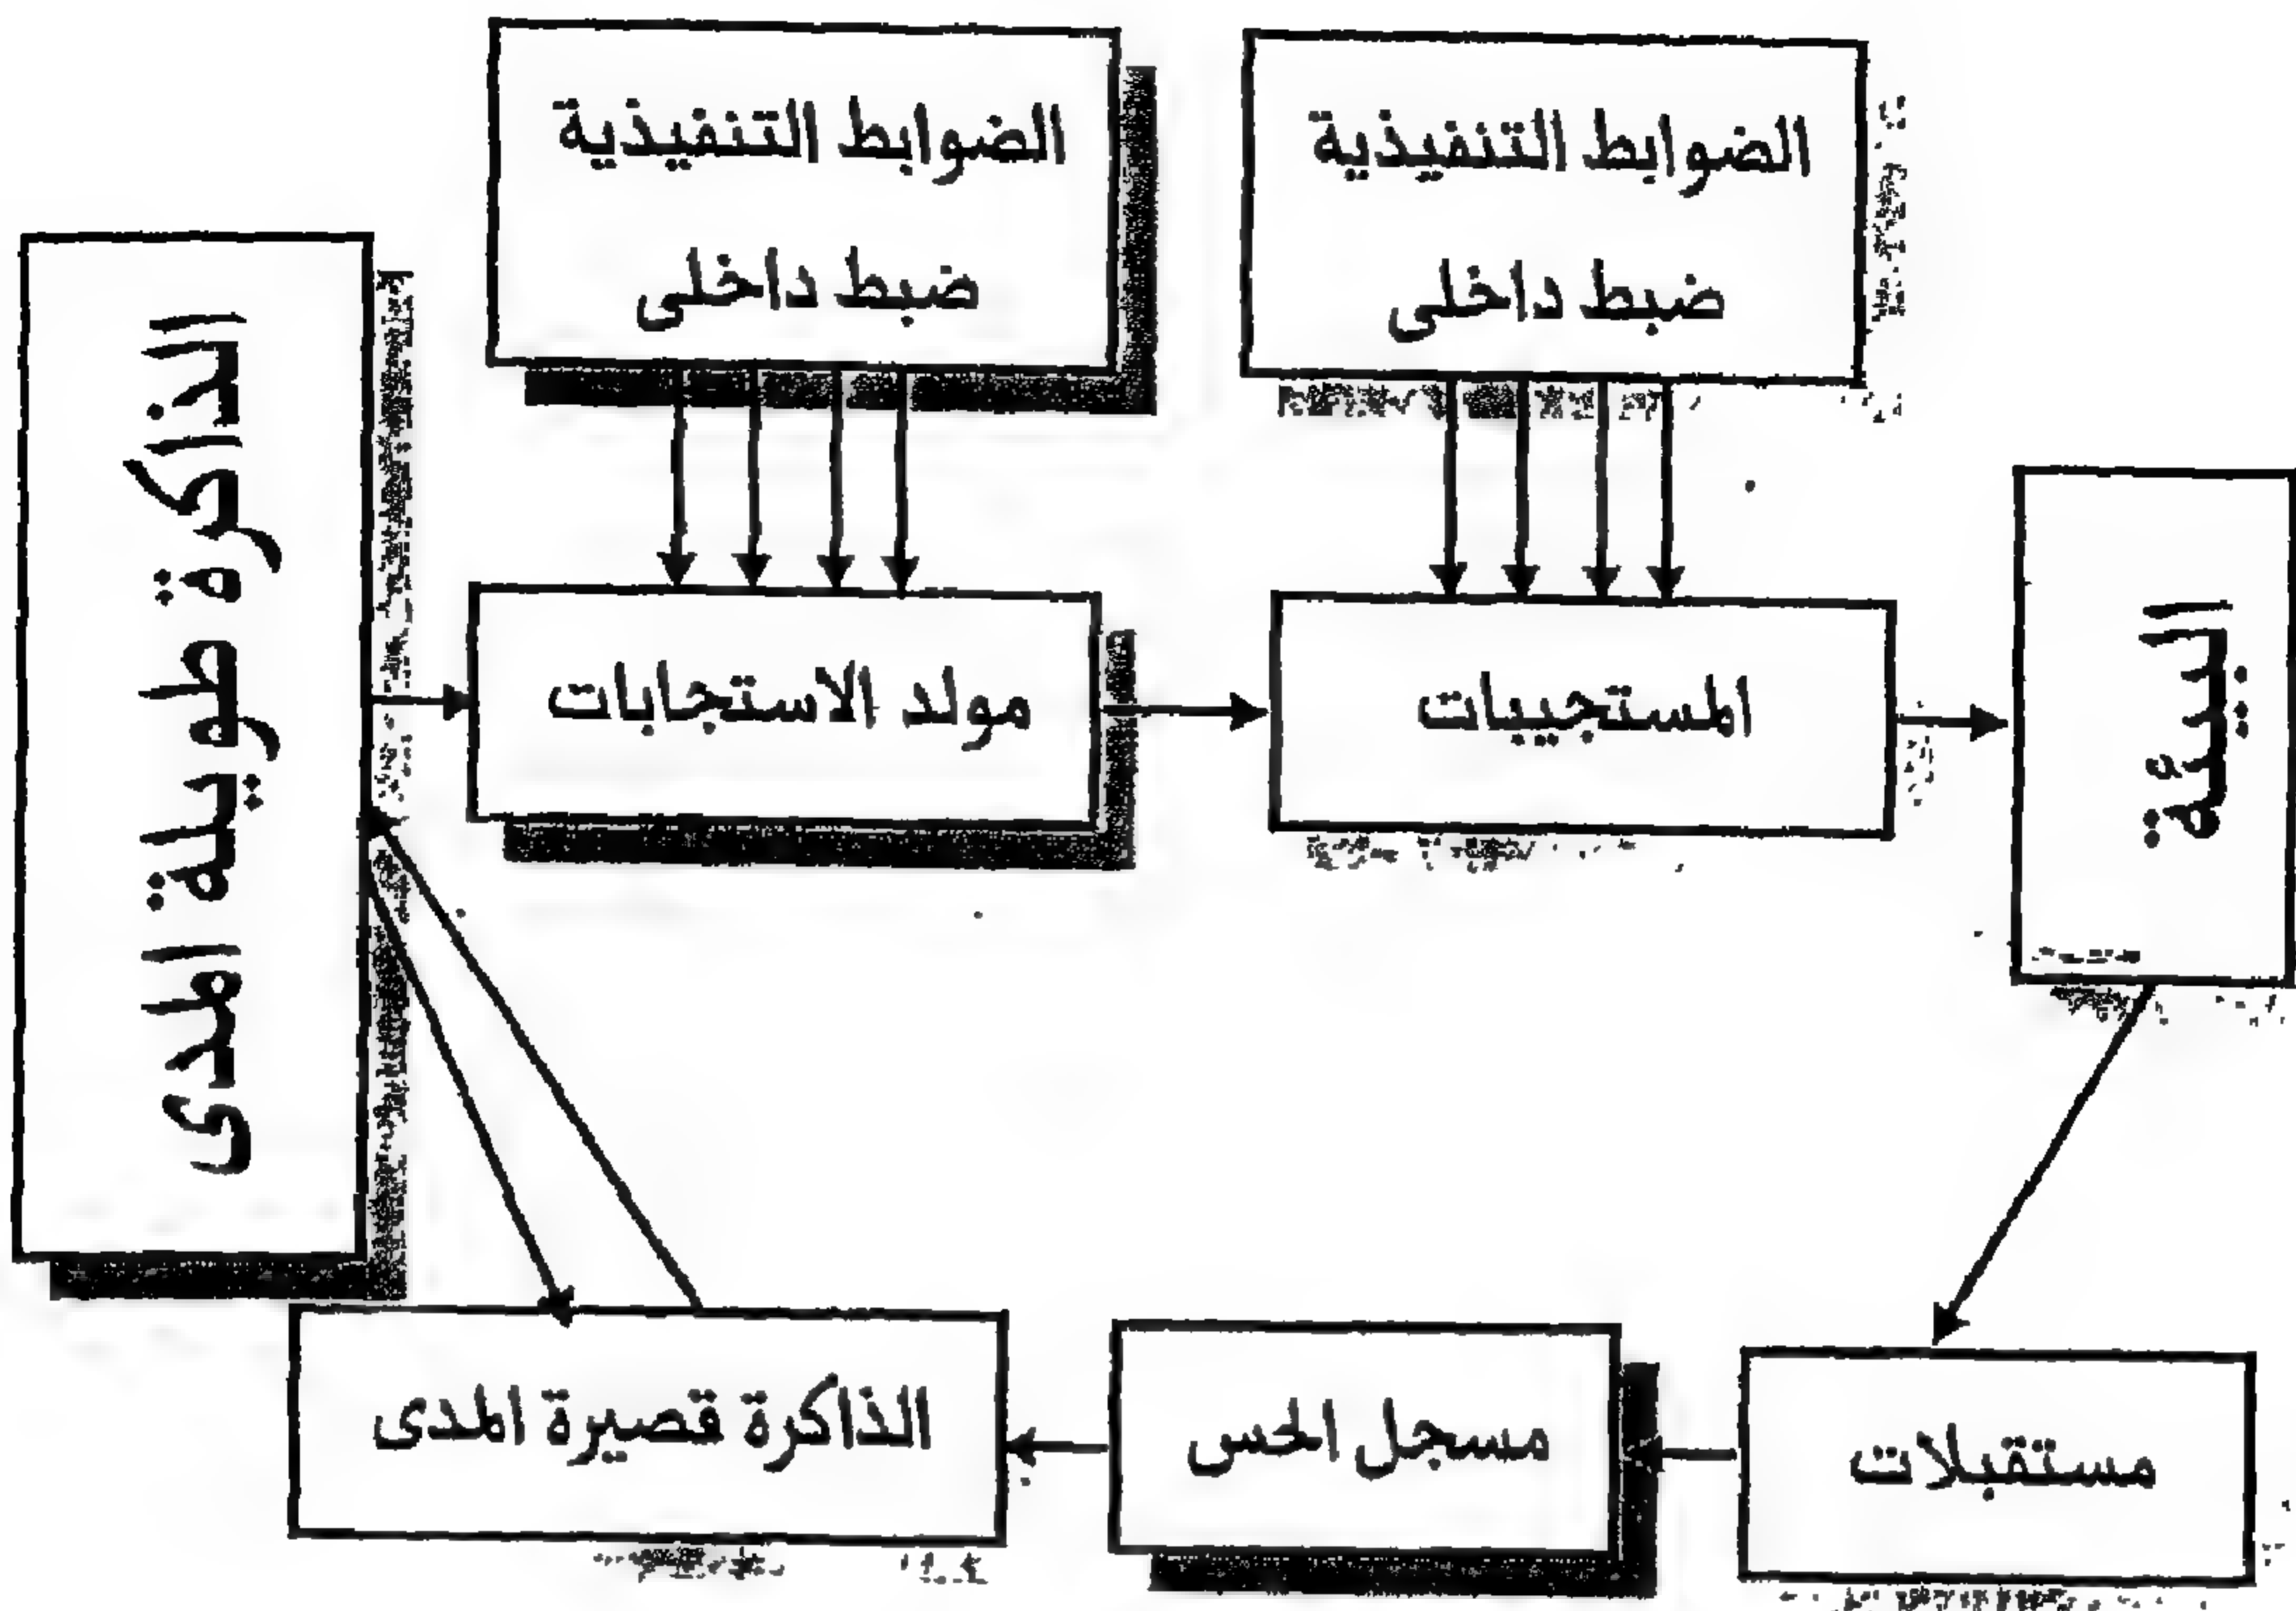 الضوابط التنفيذية
ضبط داخلى
الضوابط التنفيذية
ضبط داخلى
البيئة
المستجيبات
مولد الاستجابات
الذاكرة طويلة المدى
مستقبلات
مسجل الحس
الذاكرة قصيرة المدى